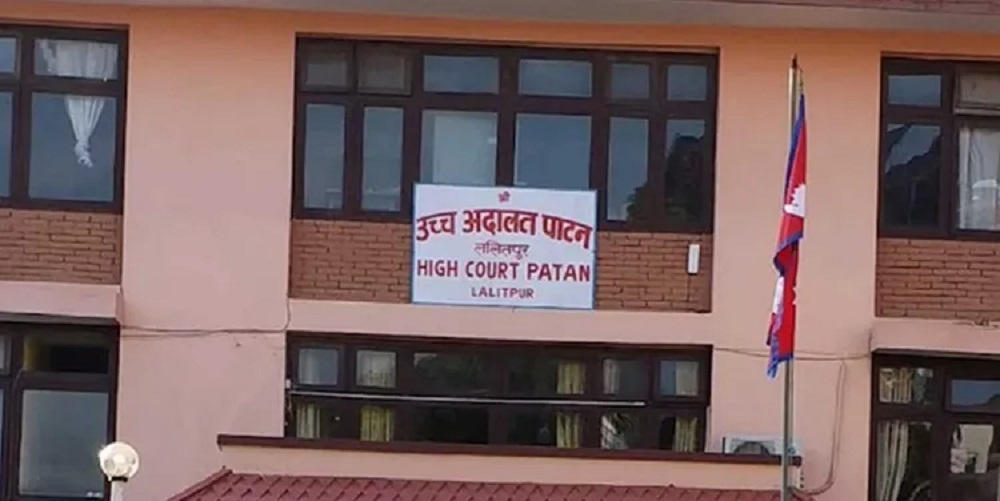 श्री
उच्च अदालत पाटन
ललितपुर
HIGH COURT PATAN
LALITPUR